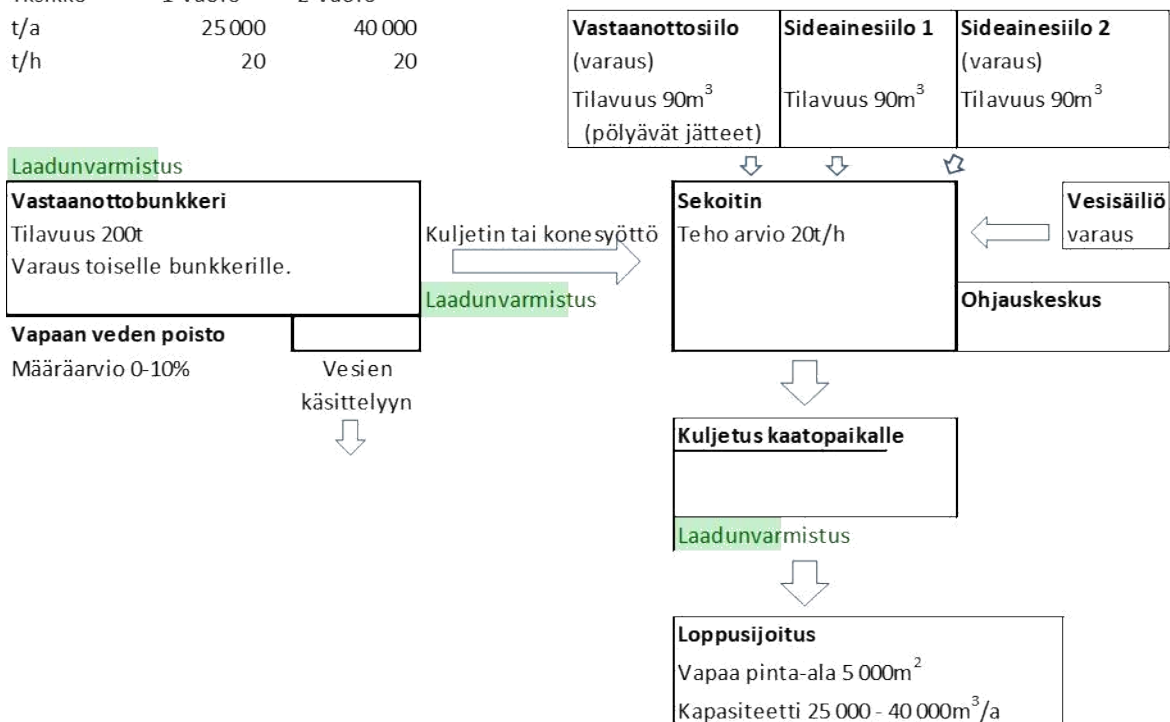 t/a 25 000 40 000
t/h 20 20
Vastaanottosiilo
(varaus)
Tilavuus 90m³
(pölyävät jätteet)
Sideainesiilo 1
Tilavuus 90m³
Sideainesiilo 2
(varaus)
Tilavuus 90m³
Laadunvarmistus
Vastaanottobunkkeri
Tilavuus 200t
Varaus toiselle bunkkerille.
Kuljetin tai konesyöttö
Laadunvarmistus
Sekoitin
Teho arvio 20t/h
Vesisäiliö
varaus
Ohjauskeskus
Vapaan veden poisto
Määräarvio 0-10%
Vesien
käsittelyyn
Kuljetus kaatopaikalle
Laadunvarmistus
Loppusijoitus
Vapaa pinta-ala 5 000m²
Kapasiteetti 25 000 - 40 000m³/a